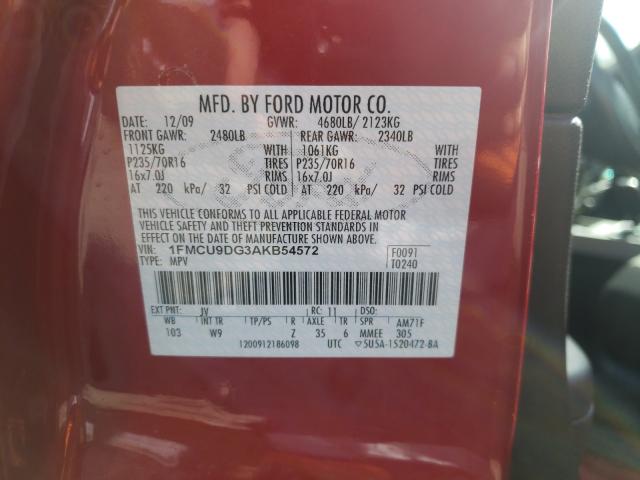 MFD. BY FORD MOTOR CO.
DATE: 12/09 GVWR: 4680LB/ 2123KG
FRONT GAWR: 2480LB REAR GAWR: 2340LB
1125KG WITH 1061KG WITH
P235/70R16 TIRES P235/70R16 TIRES
16x7.0J RIMS 16x7.0J RIMS
AT 220 kPa/ 32 PSI COLD AT 220 kPa/ 32 PSI COLD
THIS VEHICLE CONFORMS TO ALL APPLICABLE FEDERAL MOTOR
VEHICLE SAFETY AND THEFT PREVENTION STANDARDS IN
EFFECT ON THE DATE OF MANUFACTURE SHOWN ABOVE.
VIN: 1FMCU9DG3AKB54572 F0091
TYPE: MPV T0240
EXT PNT: JV RC: 11 DSO:
WB INT TR TP/PS R AXLE TR SPR AM71F
103 W9 Z 35 6 MMEE 305
1200912186098 UTC 5U5A-1520472-BA